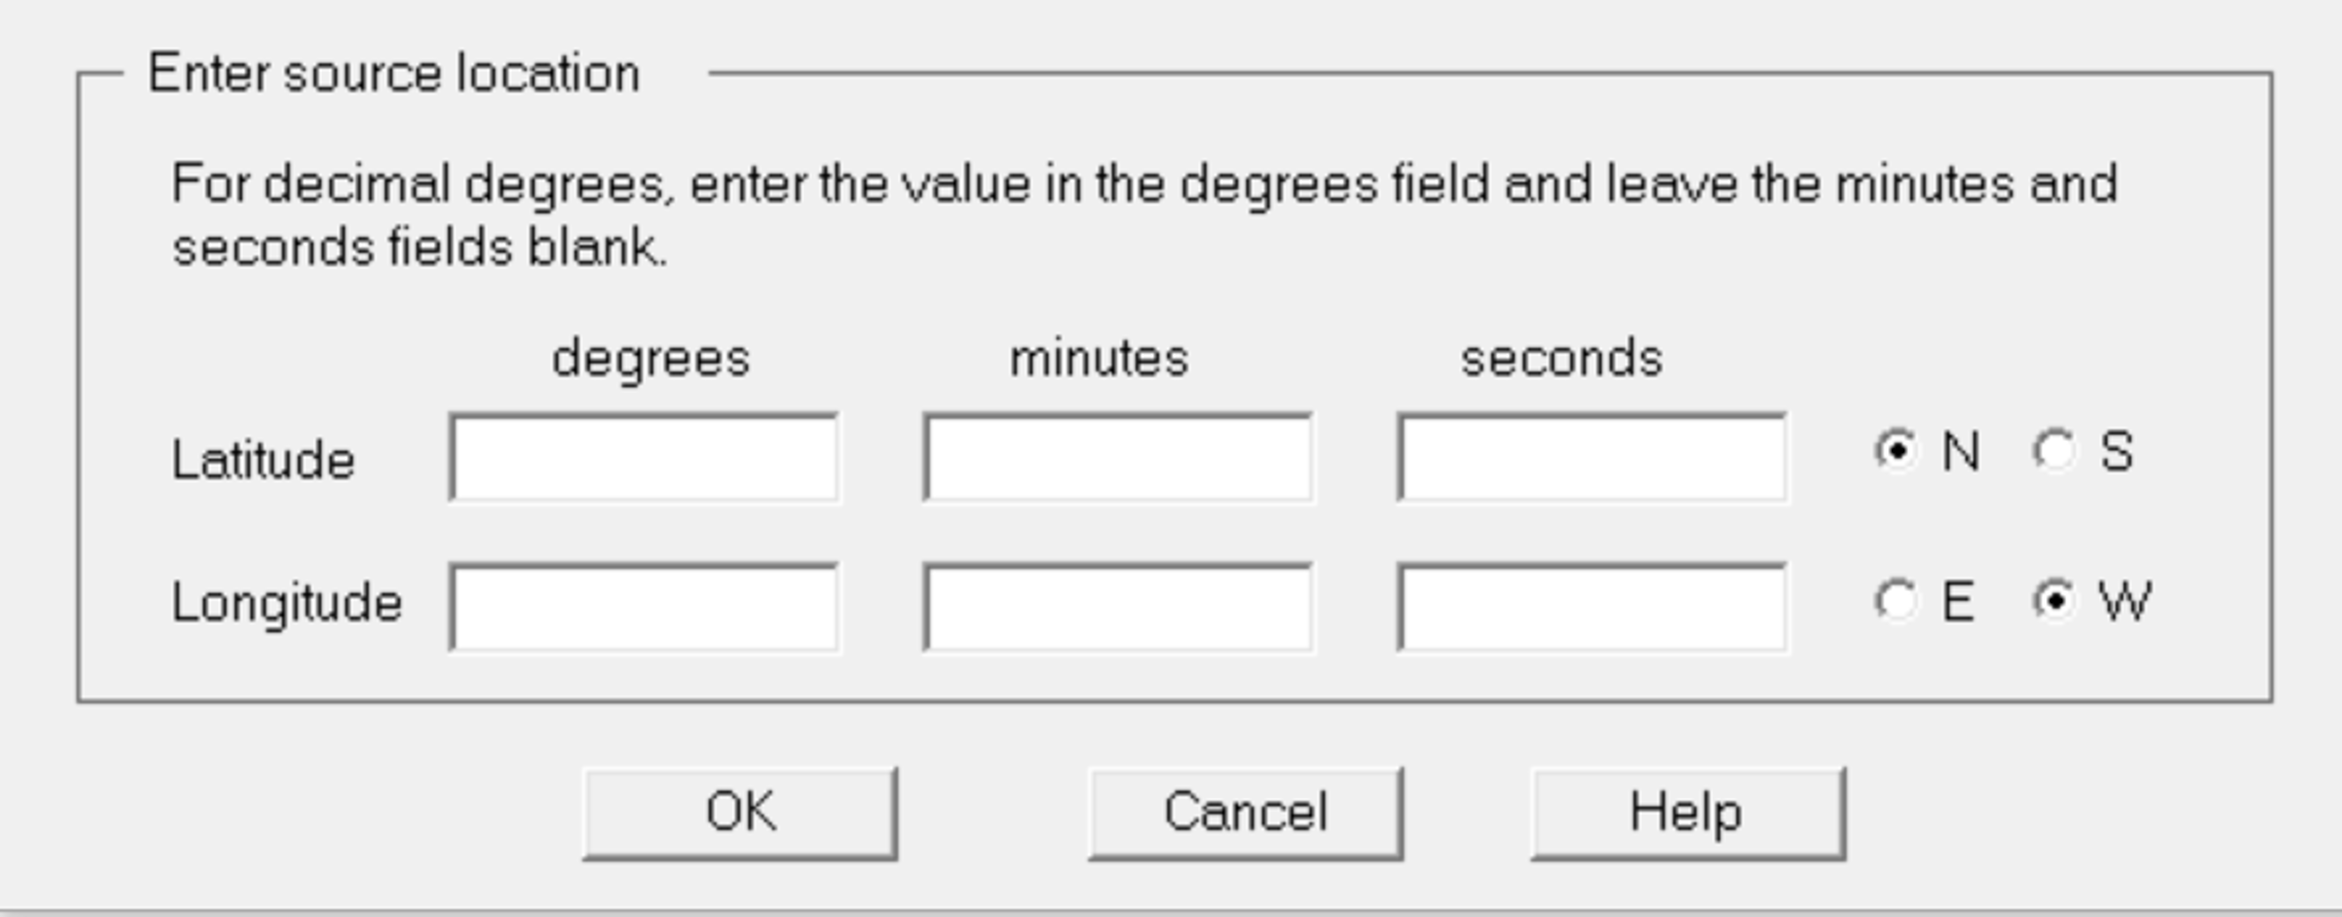 Enter source location
For decimal degrees, enter the value in the degrees field and leave the minutes and
seconds fields blank.
degrees minutes seconds
Latitude N S
Longitude E W
OK Cancel Help